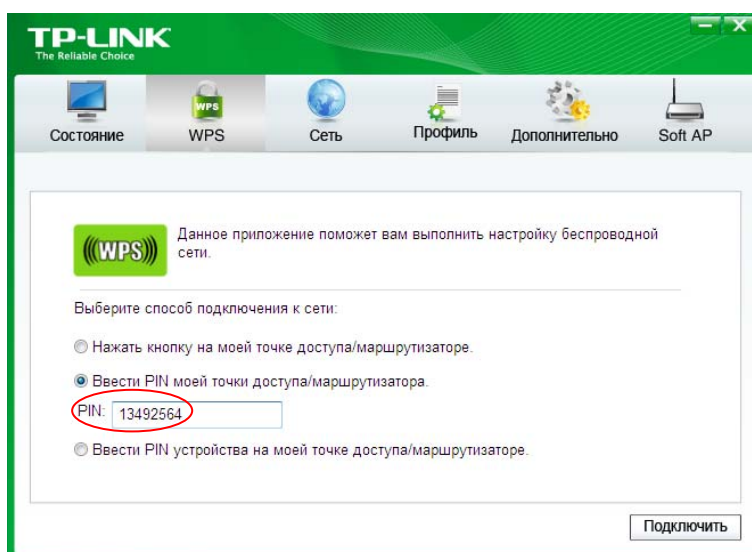 TP-LINK
The Reliable Choice
WPS
Состояние WPS Сеть Профиль Дополнительно Soft AP
WPS
Данное приложение поможет вам выполнить настройку беспроводной
сети.
Выберите способ подключения к сети:
Нажать кнопку на моей точке доступа/маршрутизаторе.
Ввести PIN моей точки доступа/маршрутизатора.
PIN: 13492564
Ввести PIN устройства на моей точке доступа/маршрутизаторе.
Подключить